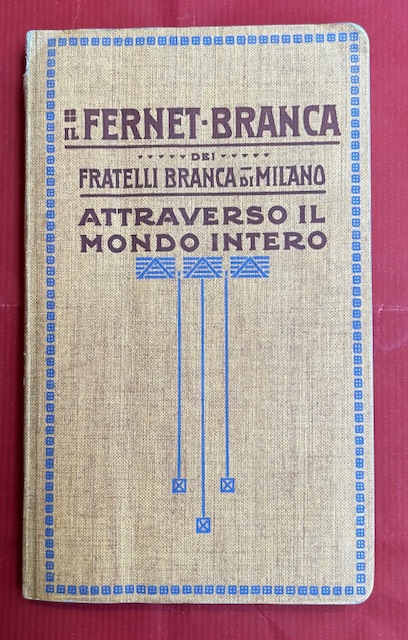 IL FERNET-BRANCA
DEI
FRATELLI BRANCA DI MILANO
ATTRAVERSO IL
MONDO INTERO